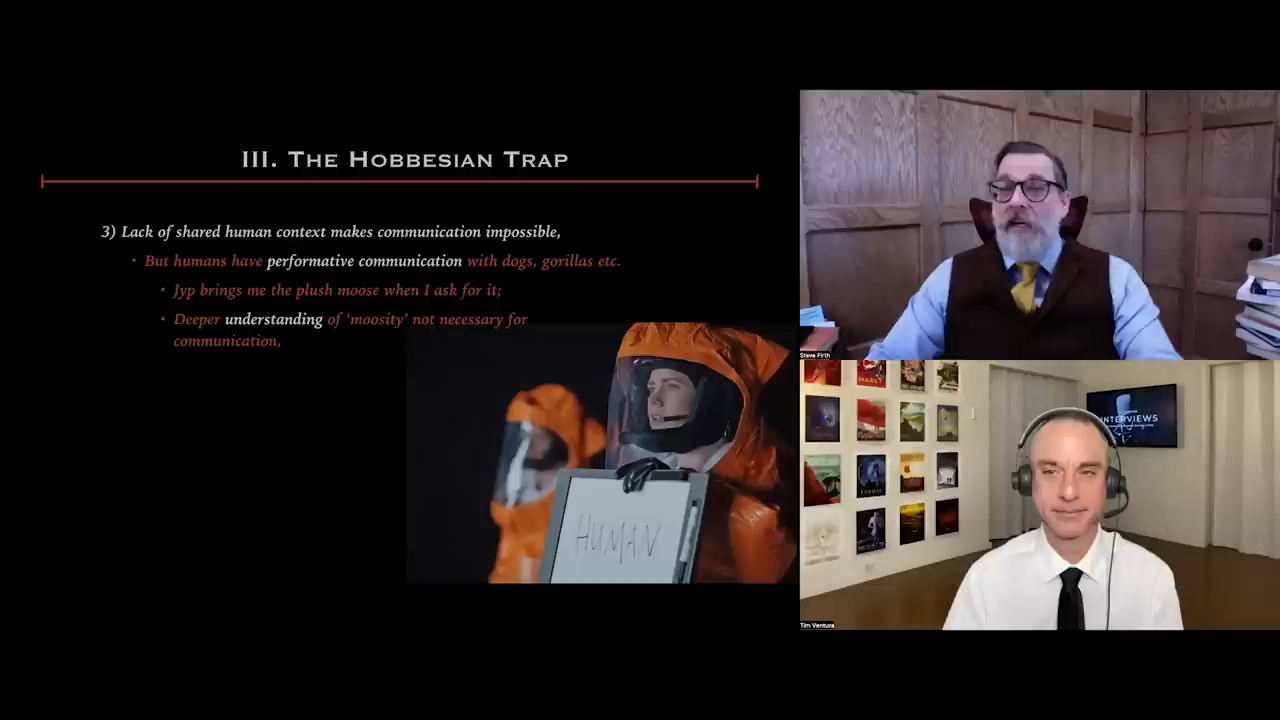 III. The Hobbesian Trap
3) Lack of shared human context makes communication impossible,
• But humans have performative communication with dogs, gorillas etc.
• Jyp brings me the plush moose when I ask for it;
• Deeper understanding of ‘moosity’ not necessary for
communication,
HUMAN
Steve Firth
INTERVIEWS
Tim Ventura